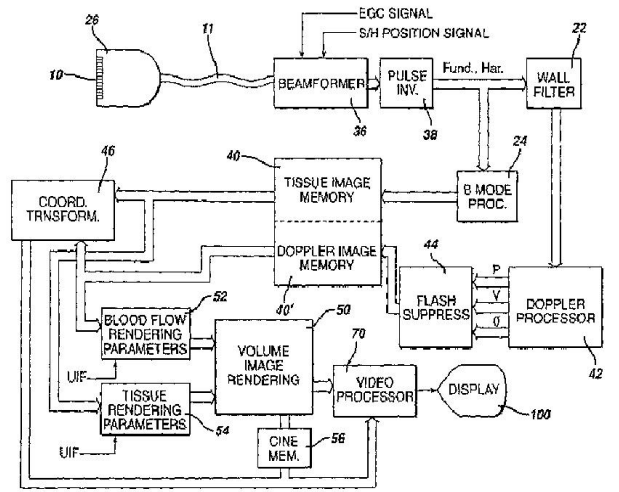 EGC SIGNAL
S/H POSITION SIGNAL
26
11
10
BEAMFORMER
36
PULSE
INV.
38
Fund., Har.
22
WALL
FILTER
46
COORD.
TRNSFORM.
40
TISSUE IMAGE
MEMORY
24
B MODE
PROC.
DOPPLER IMAGE
MEMORY
40'
44
FLASH
SUPPRESS
P
V
σ
DOPPLER
PROCESSOR
42
52
BLOOD FLOW
RENDERING
PARAMETERS
UIF
50
VOLUME
IMAGE
RENDERING
70
VIDEO
PROCESSOR
DISPLAY
100
TISSUE
RENDERING
PARAMETERS
54
UIF
CINE
MEM.
56